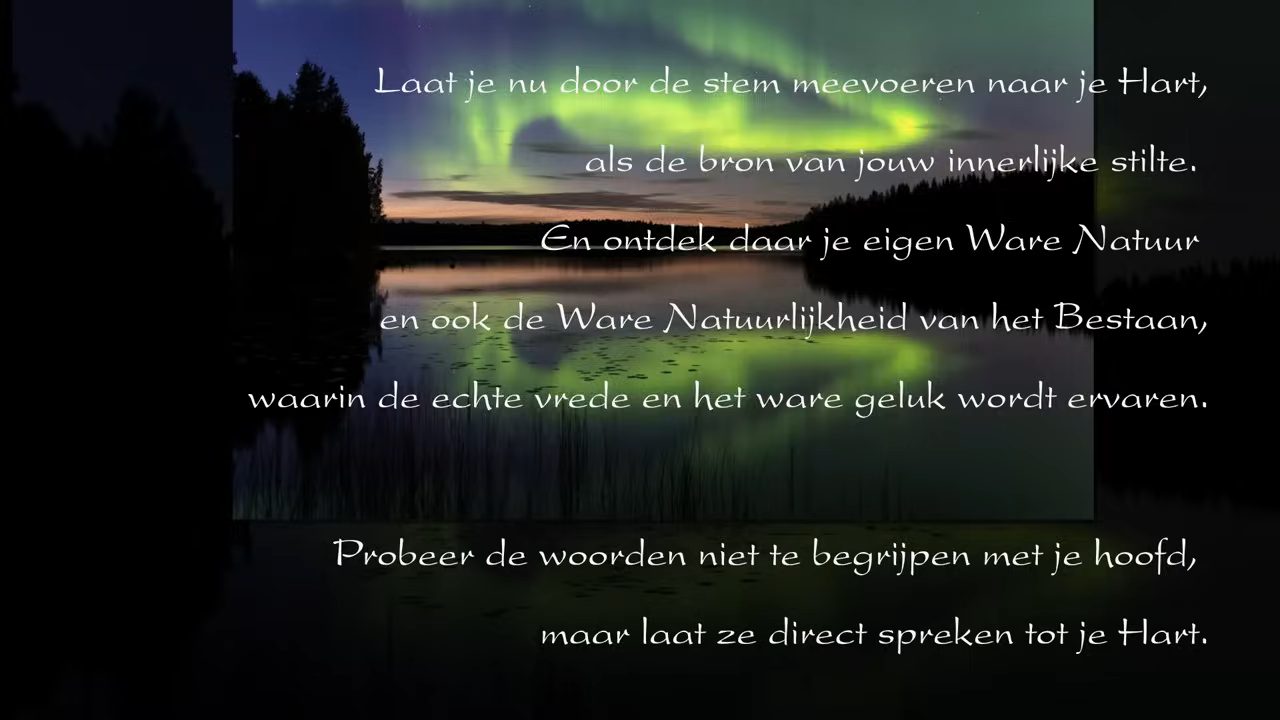 Laat je nu door de stem meevoeren naar je Hart,
als de bron van jouw innerlijke stilte.
En ontdek daar je eigen Ware Natuur
en ook de Ware Natuurlijkheid van het Bestaan,
waarin de echte vrede en het ware geluk wordt ervaren.
Probeer de woorden niet te begrijpen met je hoofd,
maar laat ze direct spreken tot je Hart.